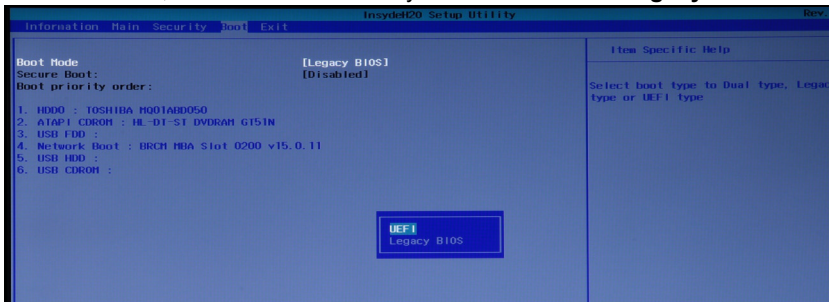 InsydeH20 Setup Utility Rev.
Information Main Security Boot Exit
Item Specific Help
Boot Mode [Legacy BIOS]
Secure Boot: [Disabled]
Boot priority order:
Select boot type to Dual type, Legac
type or UEFI type
1. HDD0 : TOSHIBA MQ01ABD050
2. ATAPI CDROM : HL-DT-ST DVDRAM G151N
3. USB FDD :
4. Network Boot : BRCM MBA Slot 0200 v15.0.11
5. USB HDD :
6. USB CDROM :
UEFI
Legacy BIOS